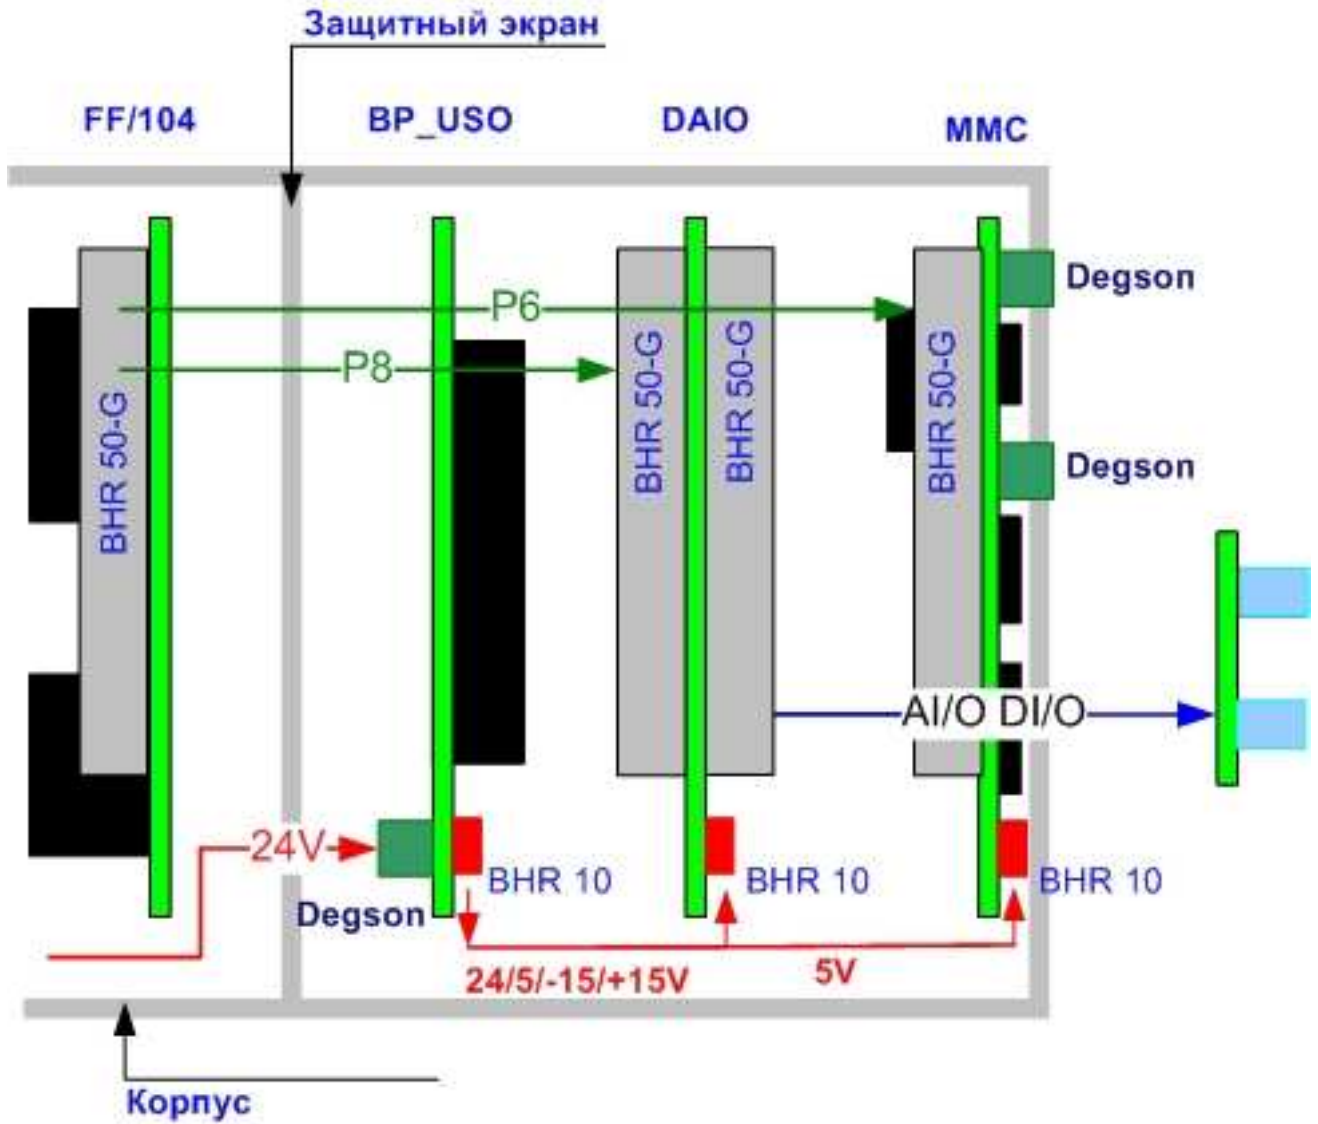 Защитный экран
FF/104
BP_USO
DAIO
MMC
Degson
P6
P8
BHR 50-G
BHR 50-G
BHR 50-G
BHR 50-G
Degson
AI/O DI/O
24V
BHR 10
BHR 10
BHR 10
Degson
24/5/-15/+15V
5V
Корпус